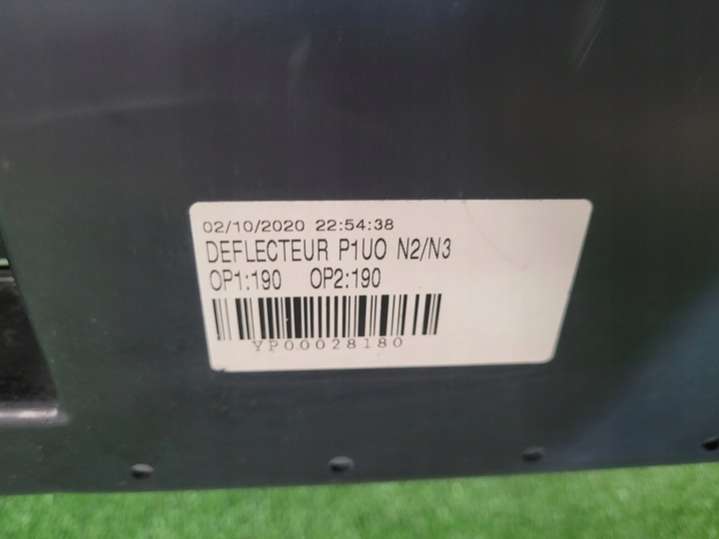 02/10/2020 22:54:38
DEFLECTEUR P1UO N2/N3
OP1:190 OP2:190
YP00028180